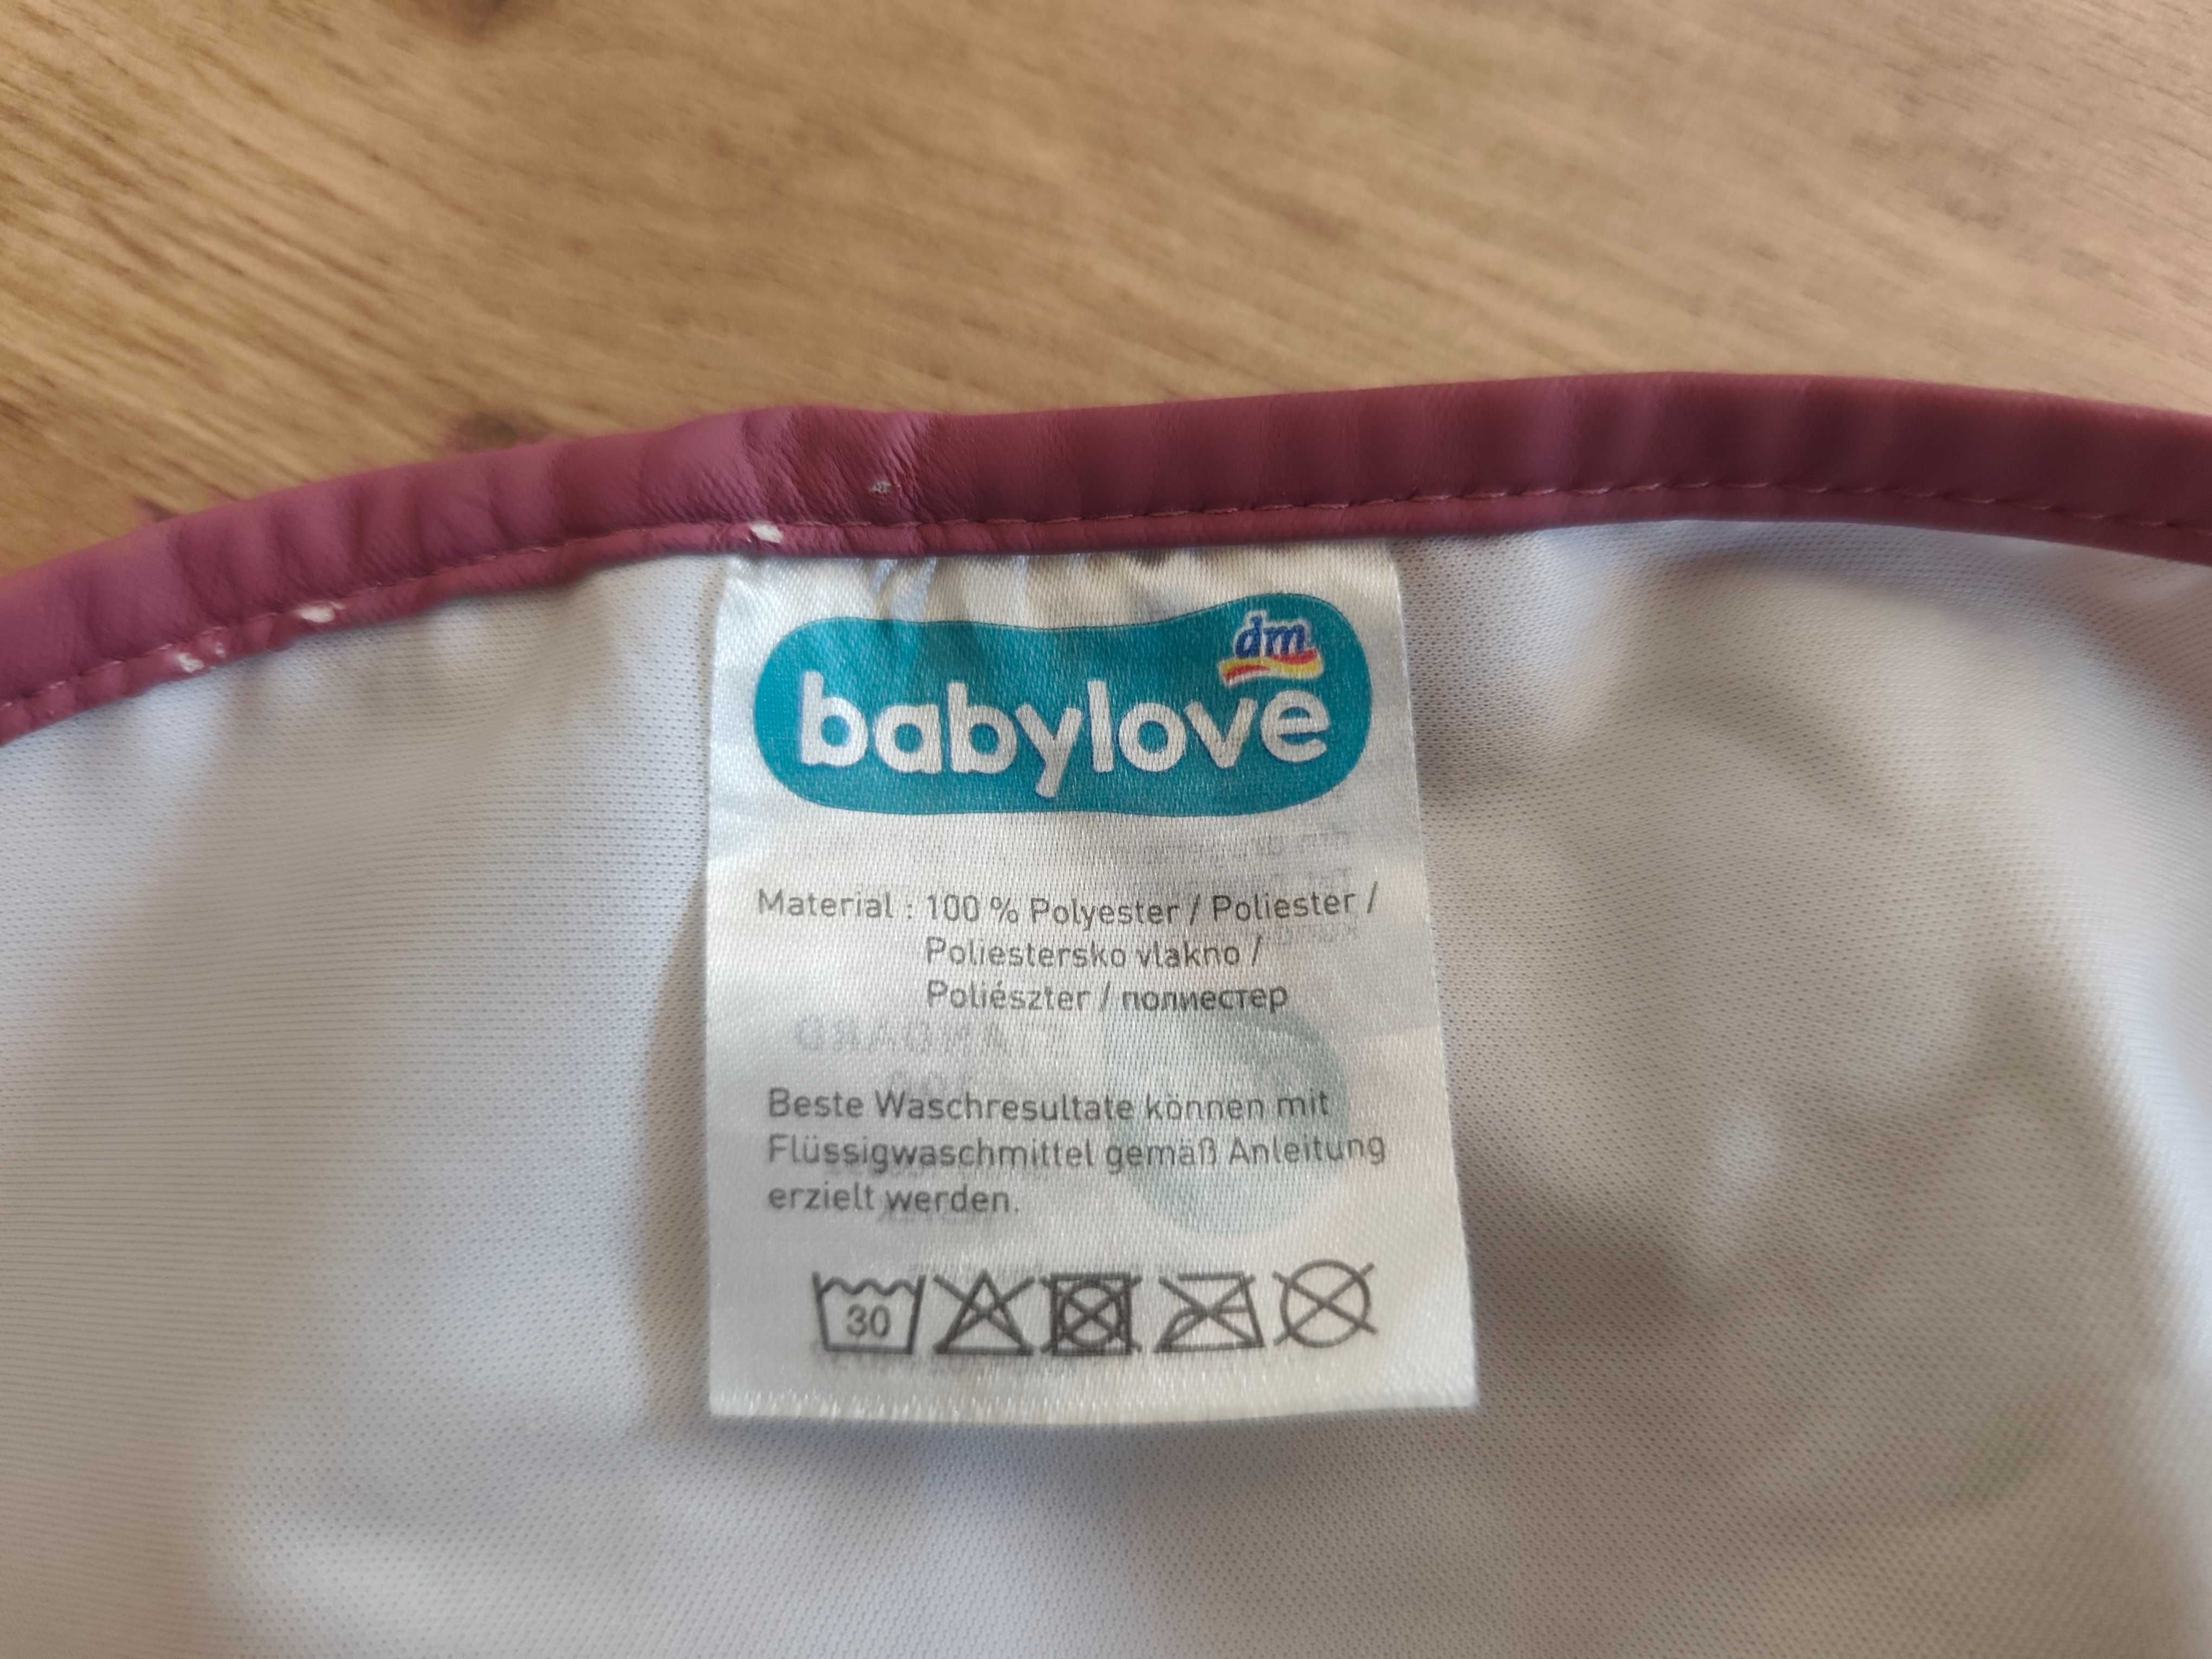 dm
babylove
Material : 100 % Polyester / Poliester /
Poliestersko vlakno /
Poliészter / полиестер
Beste Waschresultate können mit
Flüssigwaschmittel gemäß Anleitung
erzielt werden.
30